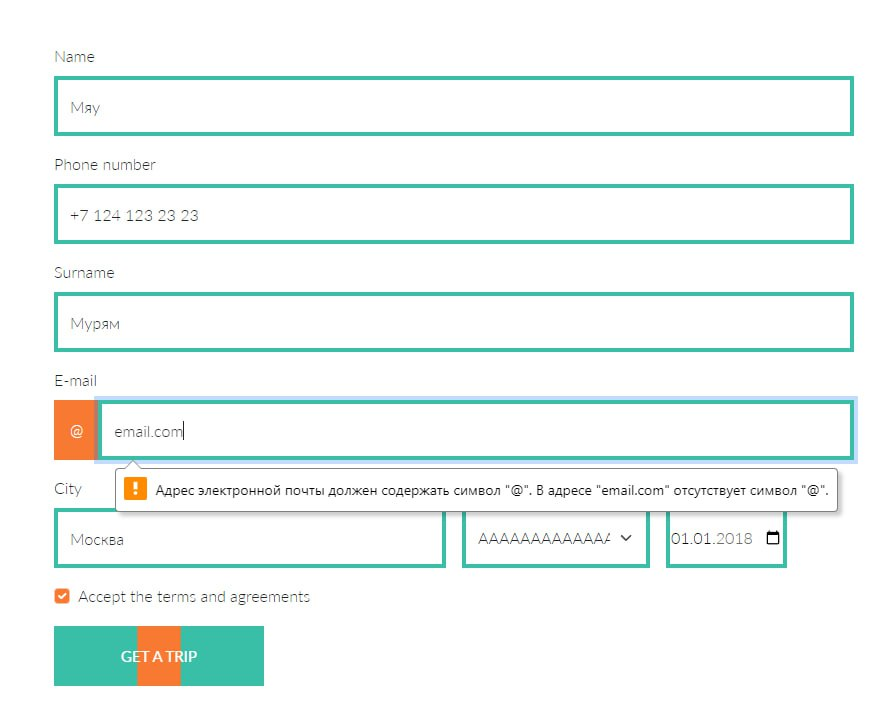 Name
Мяу
Phone number
+7 124 123 23 23
Surname
Мурям
E-mail
@ email.com
Адрес электронной почты должен содержать символ "@". В адресе "email.com" отсутствует символ "@".
City
Москва AAAAAAAAAAAAA 01.01.2018
Accept the terms and agreements
GET A TRIP